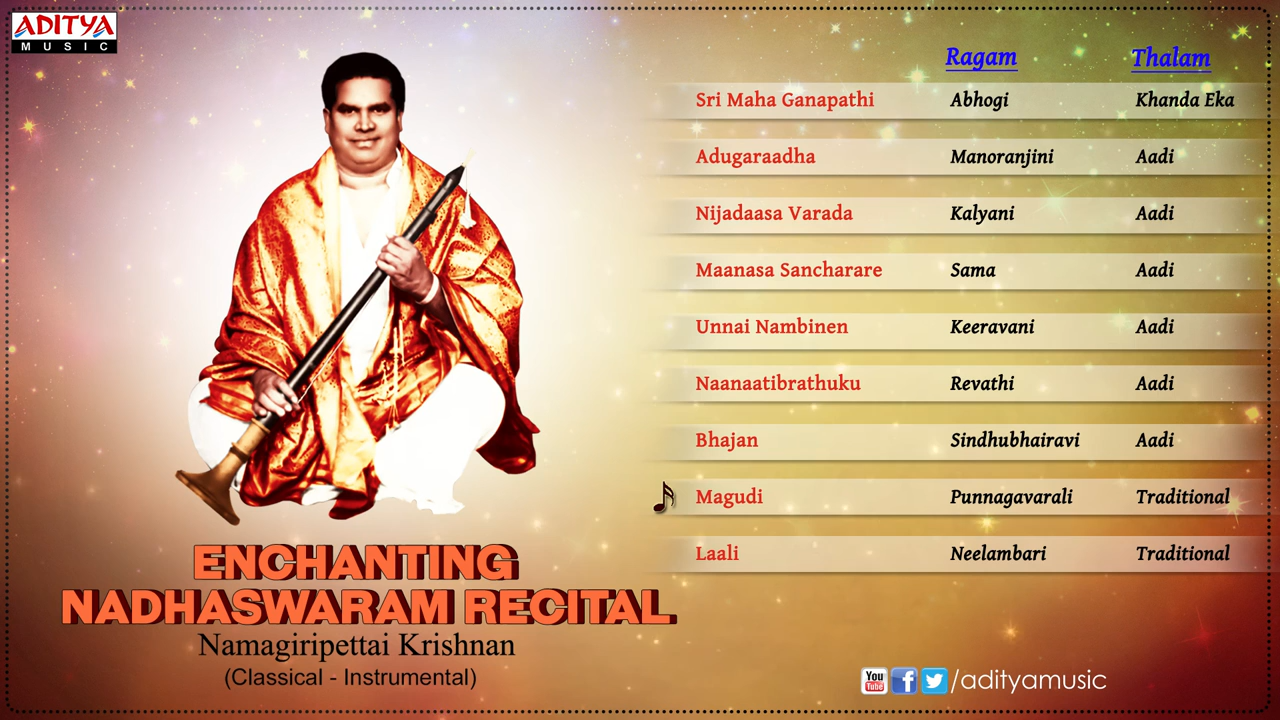 ADITYA
MUSIC
Ragam Thalam
Sri Maha Ganapathi Abhogi Khanda Eka
Adugaraadha Manoranjini Aadi
Nijadaasa Varada Kalyani Aadi
Maanasa Sancharare Sama Aadi
Unnai Nambinen Keeravani Aadi
Naanaatibrathuku Revathi Aadi
Bhajan Sindhubhairavi Aadi
Magudi Punnagavarali Traditional
Laali Neelambari Traditional
ENCHANTING
NADHASWARAM RECITAL
Namagiripettai Krishnan
(Classical - Instrumental)
You Tube f /adityamusic